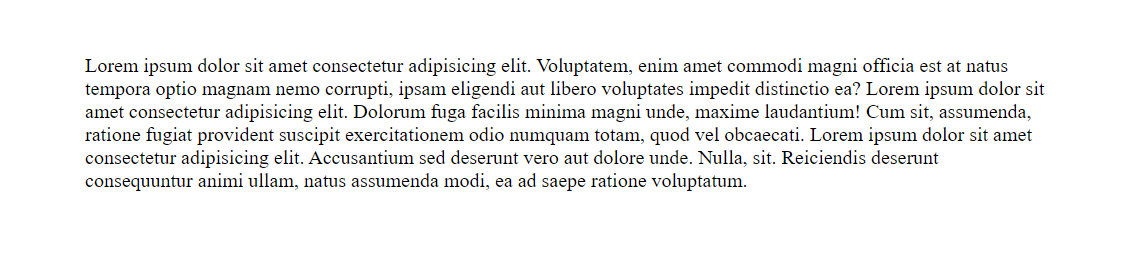 Lorem ipsum dolor sit amet consectetur adipisicing elit. Voluptatem, enim amet commodi magni officia est at natus
tempora optio magnam nemo corrupti, ipsam eligendi aut libero voluptates impedit distinctio ea? Lorem ipsum dolor sit
amet consectetur adipisicing elit. Dolorum fuga facilis minima magni unde, maxime laudantium! Cum sit, assumenda,
ratione fugiat provident suscipit exercitationem odio numquam totam, quod vel obcaecati. Lorem ipsum dolor sit amet
consectetur adipisicing elit. Accusantium sed deserunt vero aut dolore unde. Nulla, sit. Reiciendis deserunt
consequuntur animi ullam, natus assumenda modi, ea ad saepe ratione voluptatum.